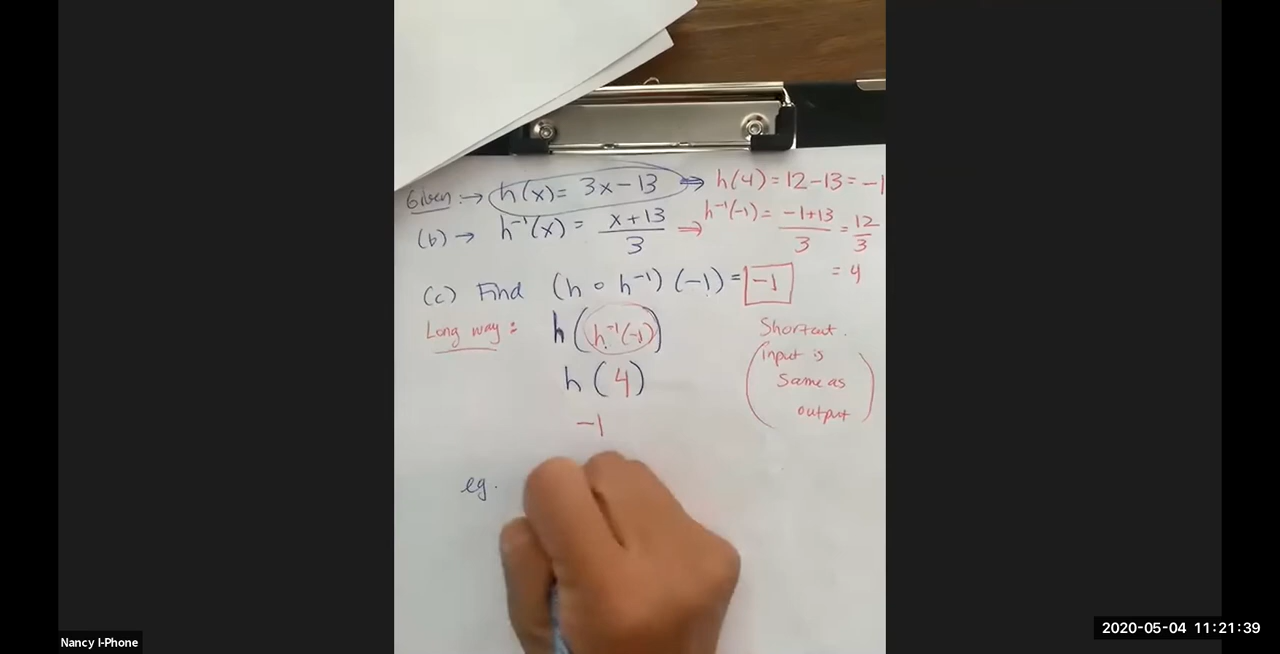 Given :→ h(x) = 3x-13 ⇒ h(4) = 12-13 = -1
(b) → h⁻¹(x) = x+13/3 ⇒ h⁻¹(-1) = -1+13/3 = 12/3
= 4
(c) Find (h ∘ h⁻¹) (-1) = -1
Long way :
h(h⁻¹(-1))
h(4)
-1
Shortcut.
(input is
same as
output)
eg.
Nancy I-Phone
2020-05-04 11:21:39